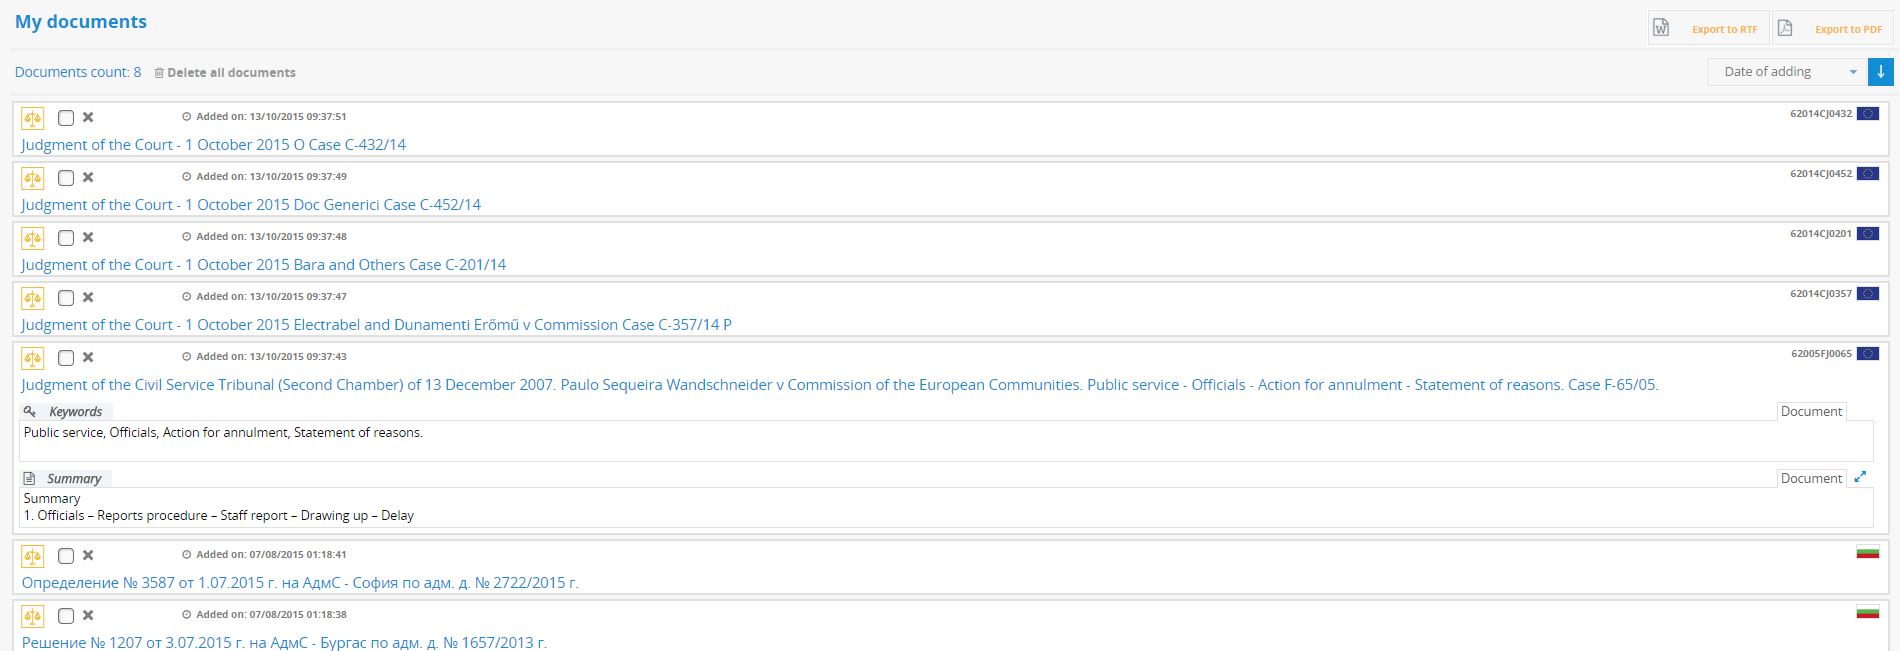 My documents
Export to RTF
Export to PDF
Documents count: 8
Delete all documents
Date of adding
Added on: 13/10/2015 09:37:51
62014CJ0432
Judgment of the Court - 1 October 2015 O Case C-432/14
Added on: 13/10/2015 09:37:49
62014CJ0452
Judgment of the Court - 1 October 2015 Doc Generici Case C-452/14
Added on: 13/10/2015 09:37:48
62014CJ0201
Judgment of the Court - 1 October 2015 Bara and Others Case C-201/14
Added on: 13/10/2015 09:37:47
62014CJ0357
Judgment of the Court - 1 October 2015 Electrabel and Dunamenti Erőmű v Commission Case C-357/14 P
Added on: 13/10/2015 09:37:43
62005FJ0065
Judgment of the Civil Service Tribunal (Second Chamber) of 13 December 2007. Paulo Sequeira Wandschneider v Commission of the European Communities. Public service - Officials - Action for annulment - Statement of reasons. Case F-65/05.
Keywords
Document
Public service, Officials, Action for annulment, Statement of reasons.
Summary
Document
Summary
1. Officials – Reports procedure – Staff report – Drawing up – Delay
Added on: 07/08/2015 01:18:41
Определение № 3587 от 1.07.2015 г. на АдмС - София по адм. д. № 2722/2015 г.
Added on: 07/08/2015 01:18:38
Решение № 1207 от 3.07.2015 г. на АдмС - Бургас по адм. д. № 1657/2013 г.